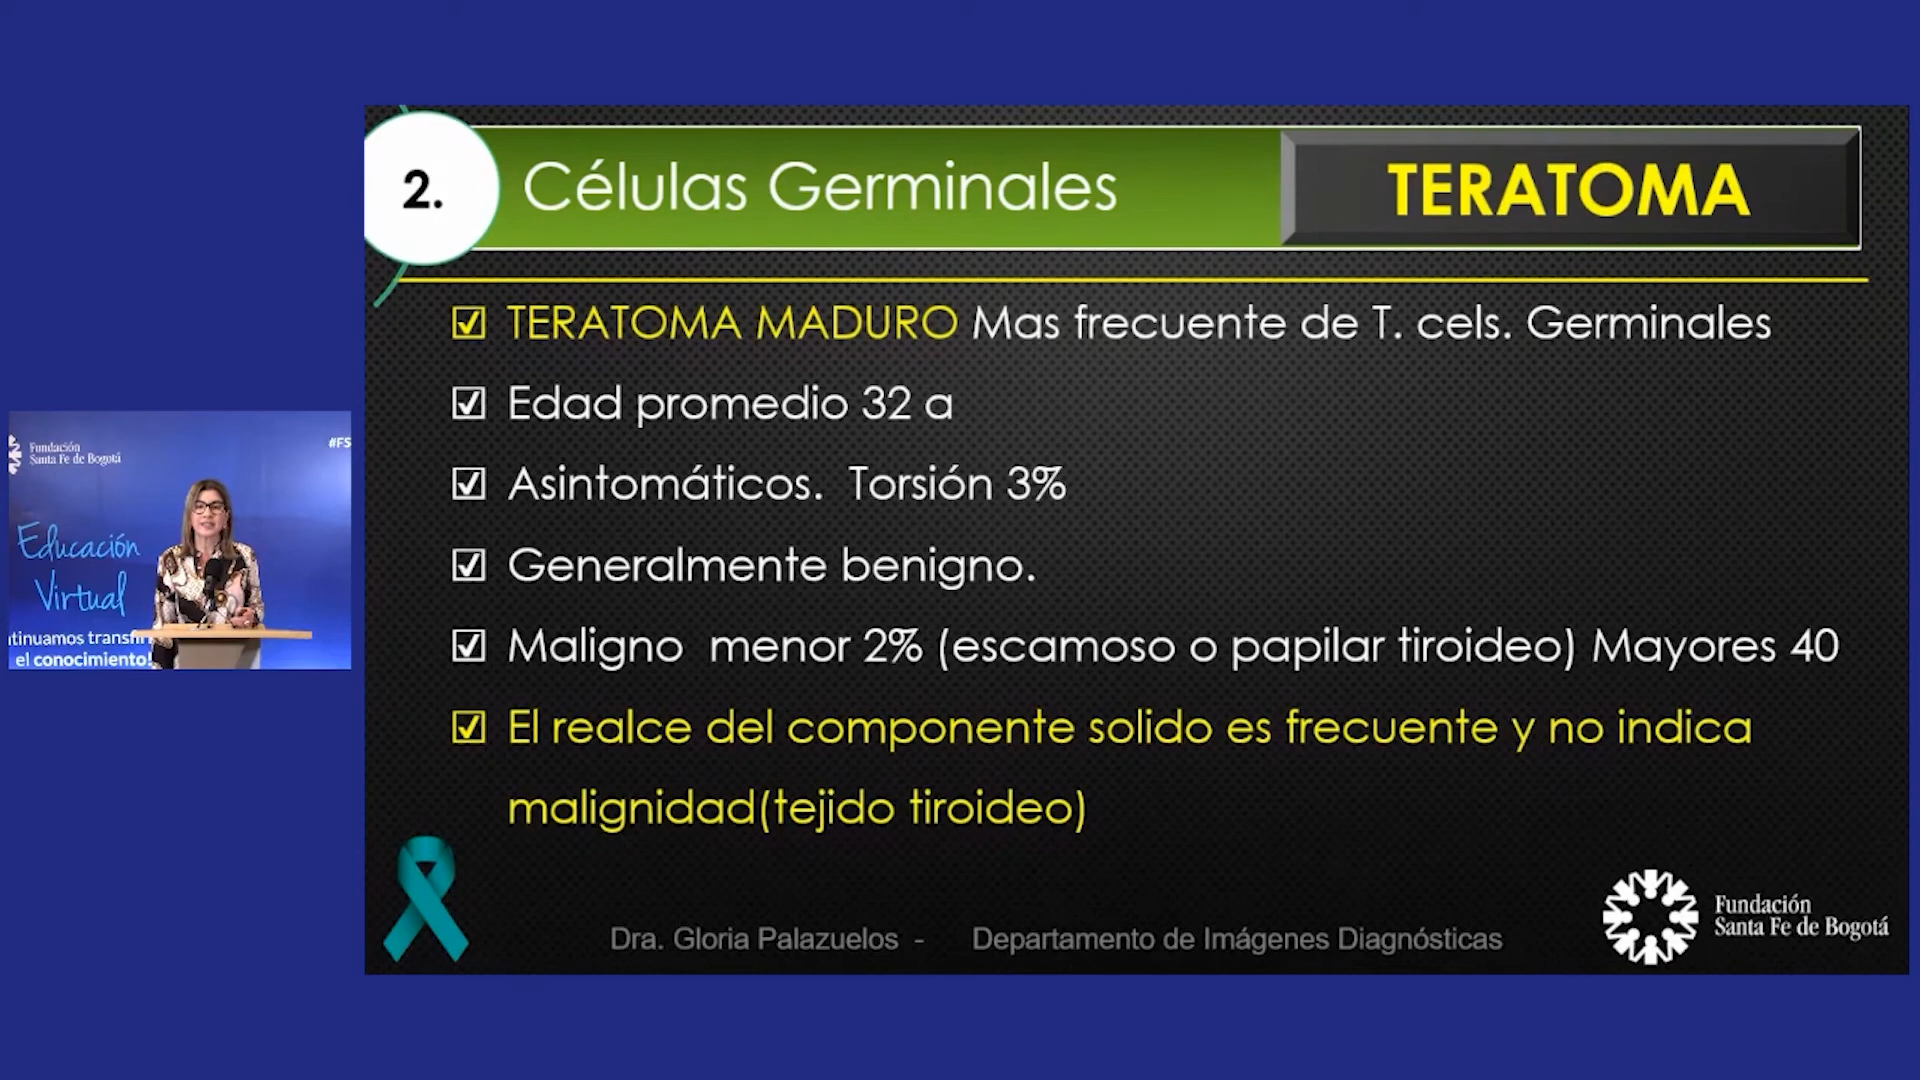 2.
Células Germinales
TERATOMA
TERATOMA MADURO Mas frecuente de T. cels. Germinales
Edad promedio 32 a
Asintomáticos. Torsión 3%
Generalmente benigno.
Maligno menor 2% (escamoso o papilar tiroideo) Mayores 40
El realce del componente solido es frecuente y no indica
malignidad(tejido tiroideo)
Dra. Gloria Palazuelos - Departamento de Imágenes Diagnósticas
Fundación
Santa Fe de Bogotá
Fundación
Santa Fe de Bogotá
#FS
Educación
Virtual
el conocimiento!